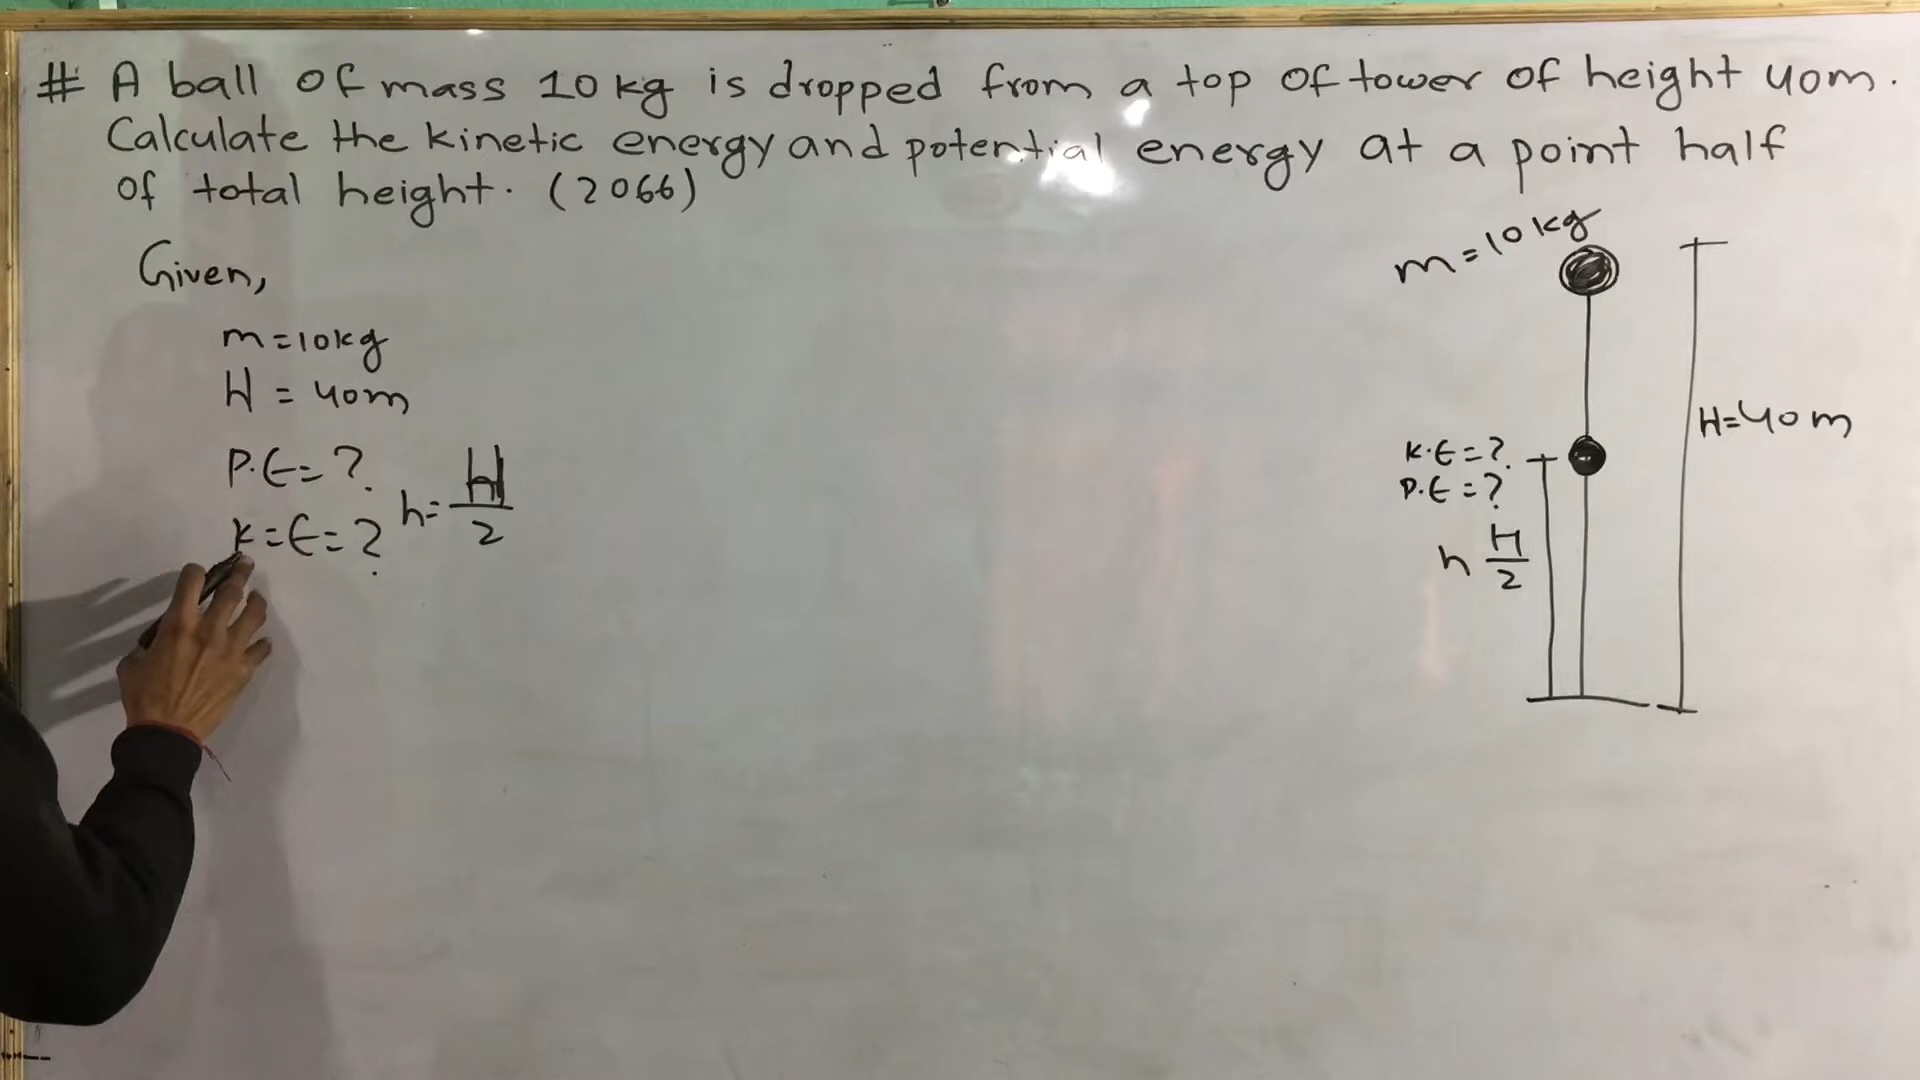 # A ball of mass 10 kg is dropped from a top of tower of height 40m.
Calculate the kinetic energy and potential energy at a point half
of total height. (2066)
Given,
m=10kg
H = 40m
P.E=?
K=E=?
h=H/2
m=10kg
H=40m
K.E=?
P.E=?
h H/2